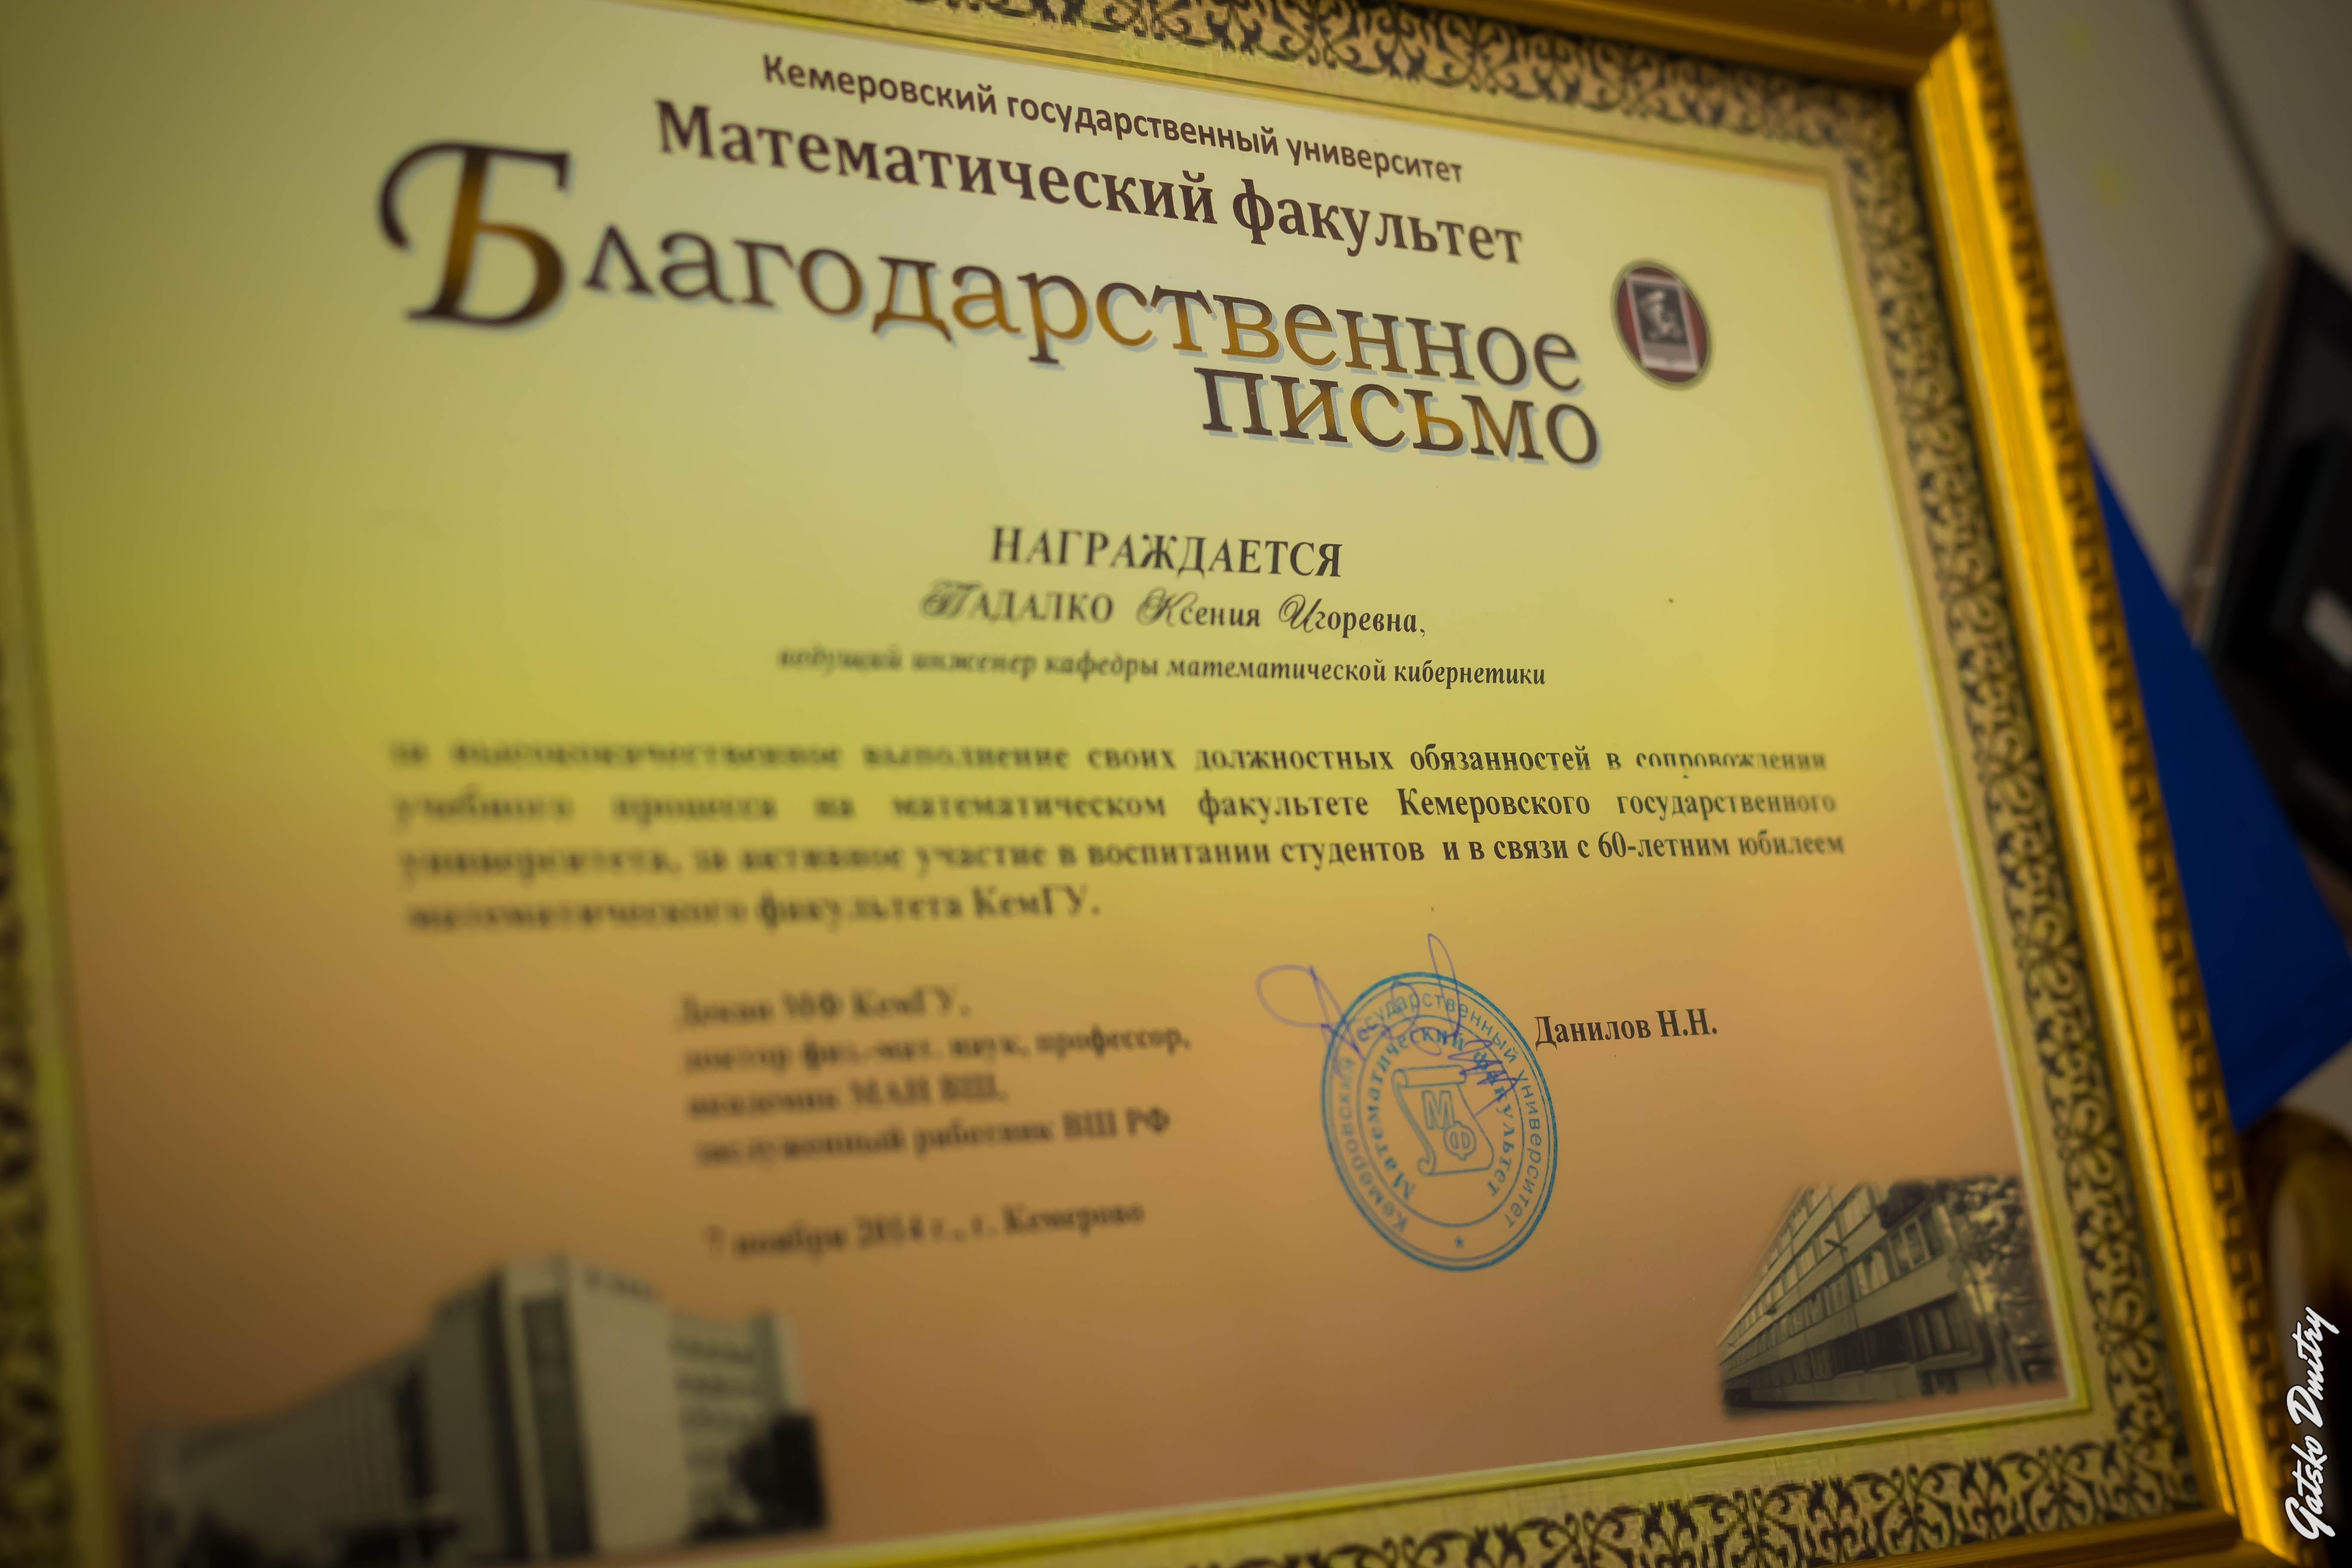 Кемеровский государственный университет
Математический факультет
Благодарственное
письмо
НАГРАЖДАЕТСЯ
ПАДАЛКО Ксения Игоревна,
ведущий инженер кафедры математической кибернетики
за высококачественное выполнение своих должностных обязанностей в сопровождении
учебного процесса на математическом факультете Кемеровского государственного
университета, за активное участие в воспитании студентов и в связи с 60-летним юбилеем
математического факультета КемГУ.
Декан МФ КемГУ,
доктор физ.-мат. наук, профессор,
академик МАН ВШ,
заслуженный работник ВШ РФ
Данилов Н.Н.
Кемеровский государственный университет
Математический факультет
МФ
7 ноября 2014 г., г. Кемерово
Gatsko Dmitry